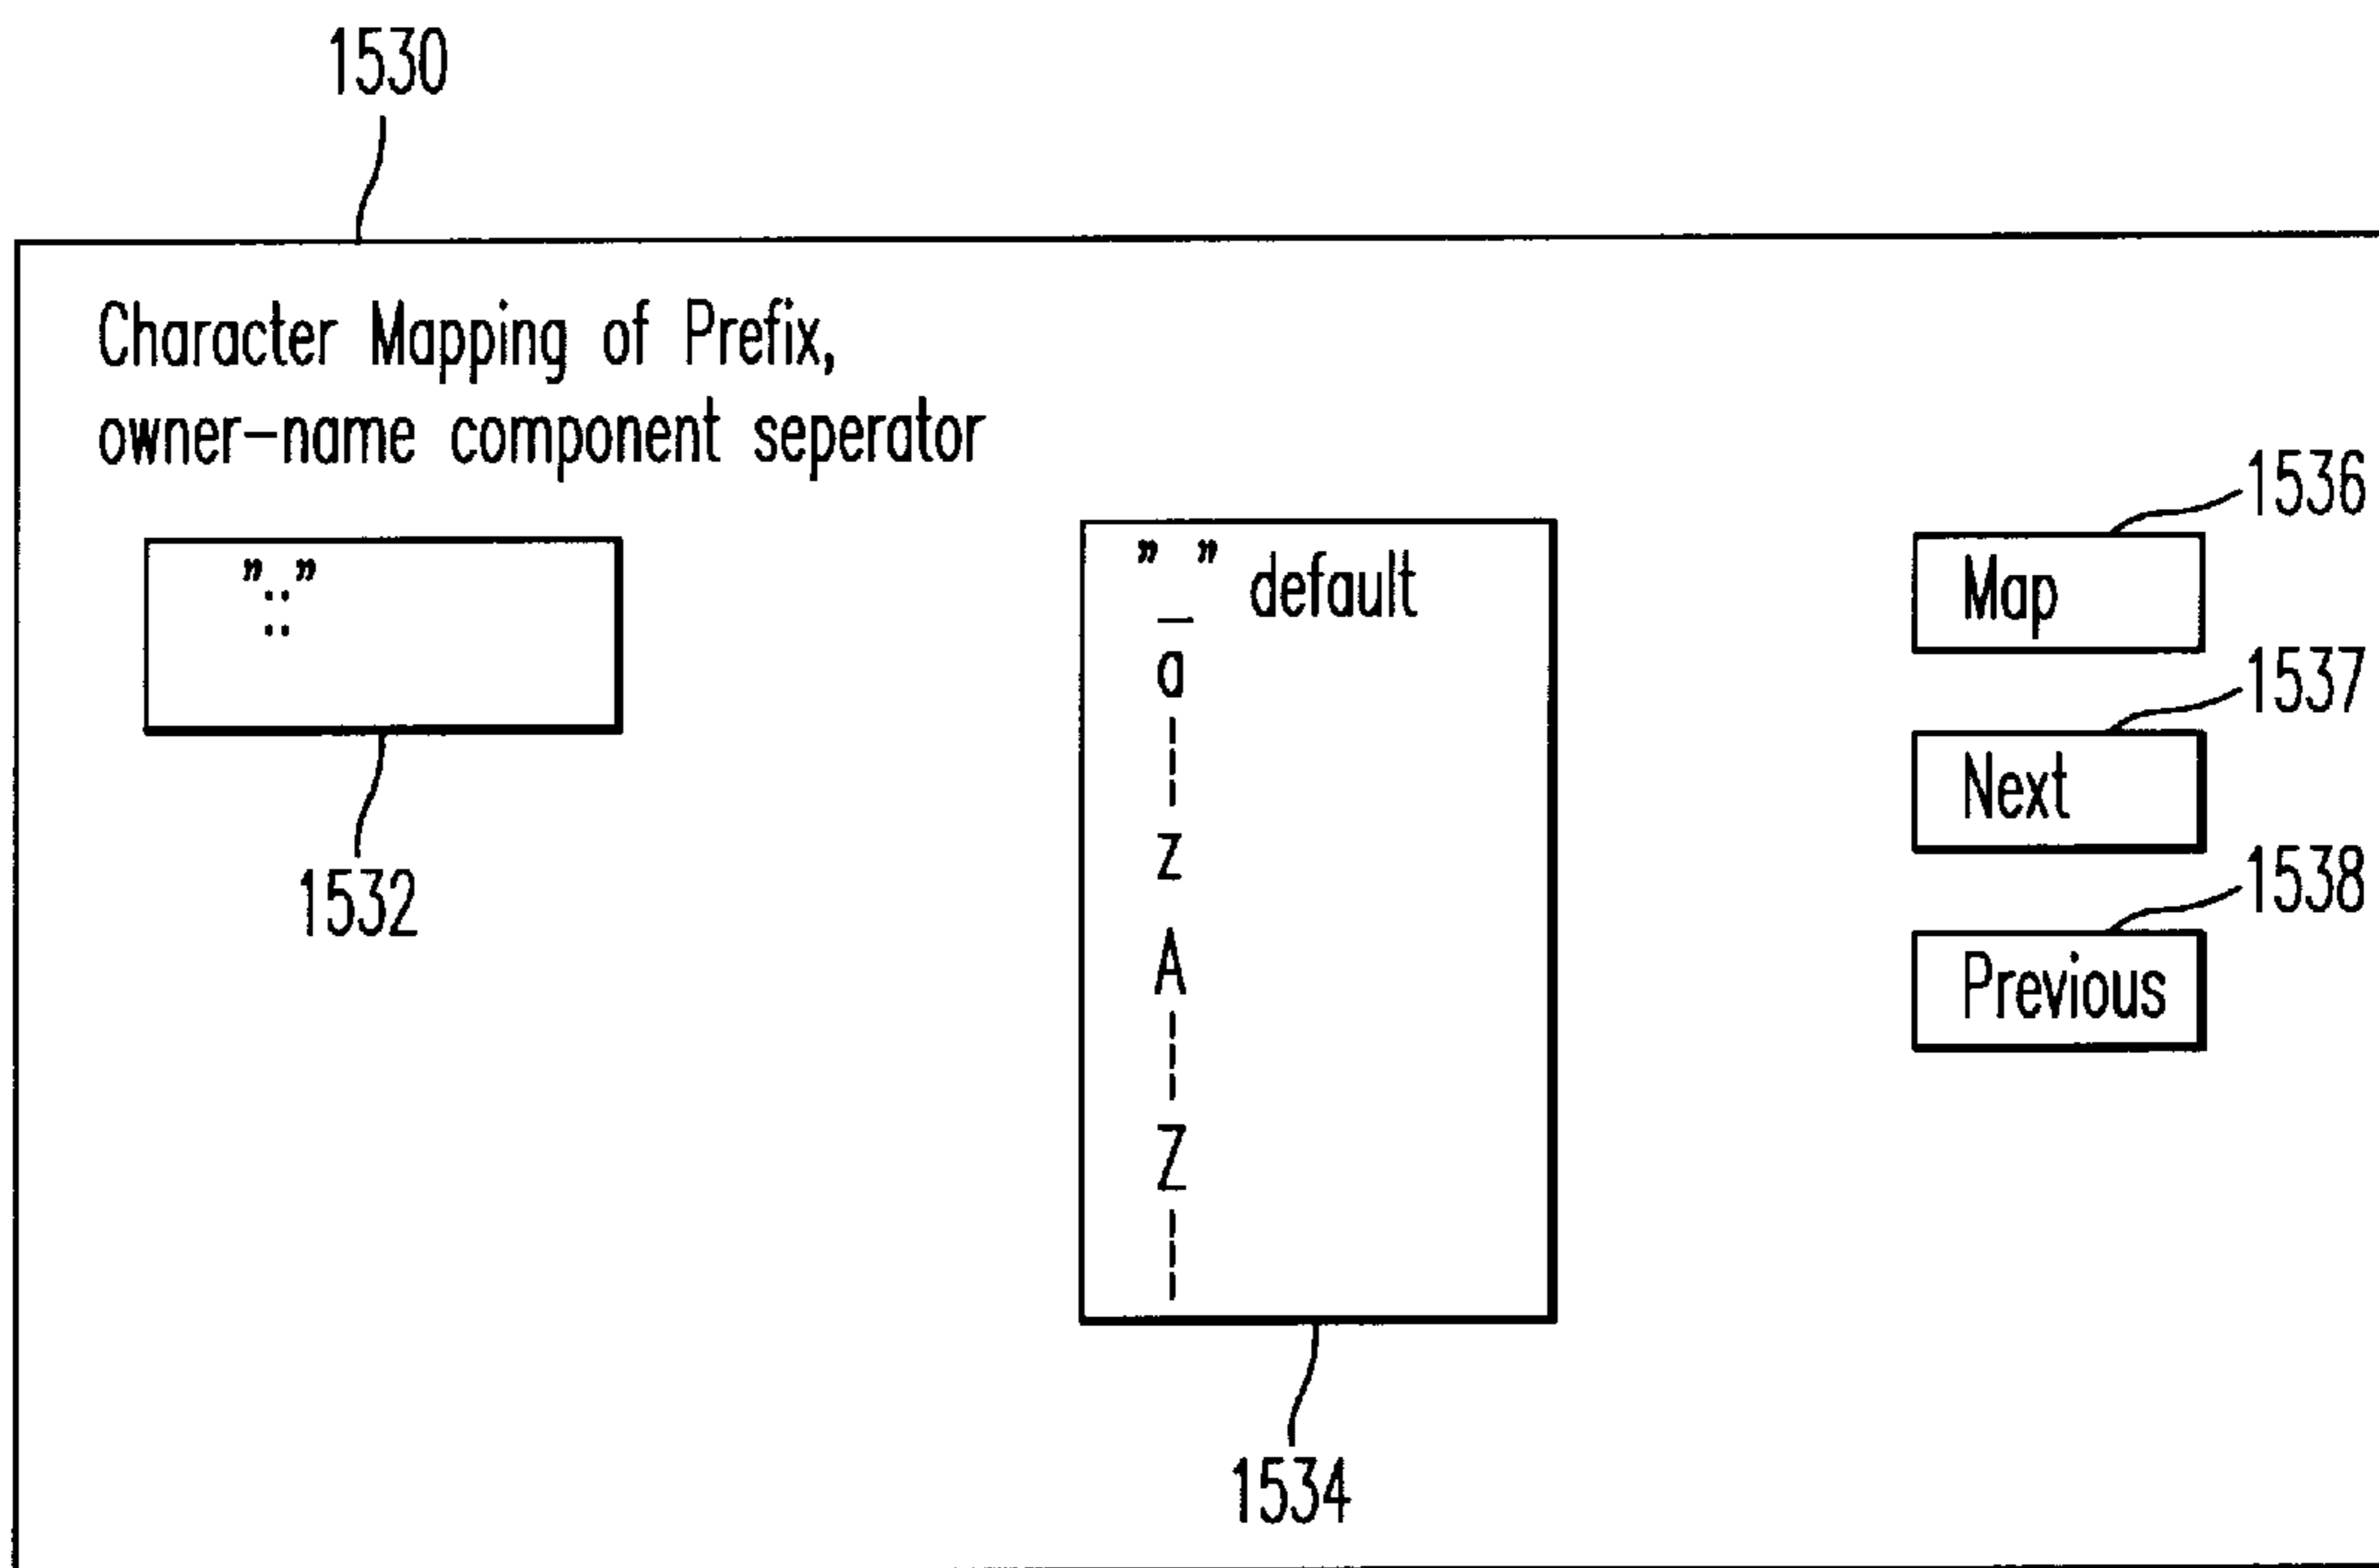 1530
Character Mapping of Prefix,
owner-name component seperator
"::"
1532
"_" default
a
z
A
Z
1534
1536
Map
1537
Next
1538
Previous